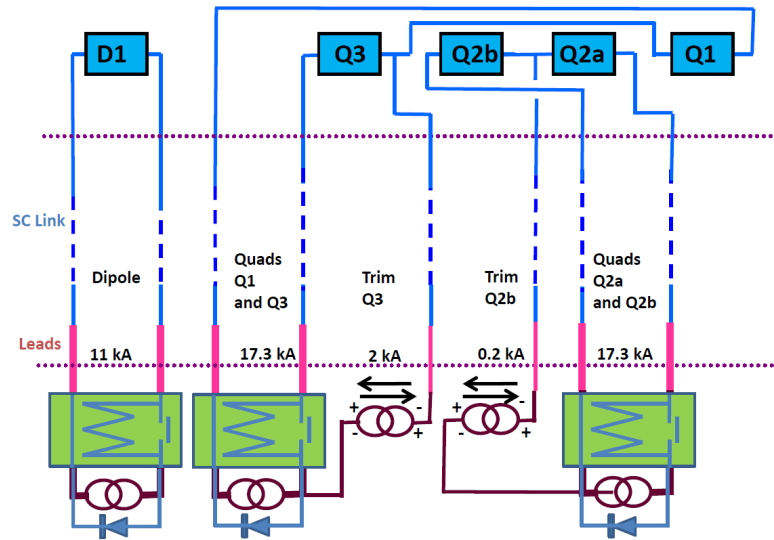 D1
Q3
Q2b
Q2a
Q1
SC Link
Dipole
Quads
Q1
and Q3
Trim
Q3
Trim
Q2b
Quads
Q2a
and Q2b
Leads
11 kA
17.3 kA
2 kA
0.2 kA
17.3 kA
+ -
- +
+ -
- +